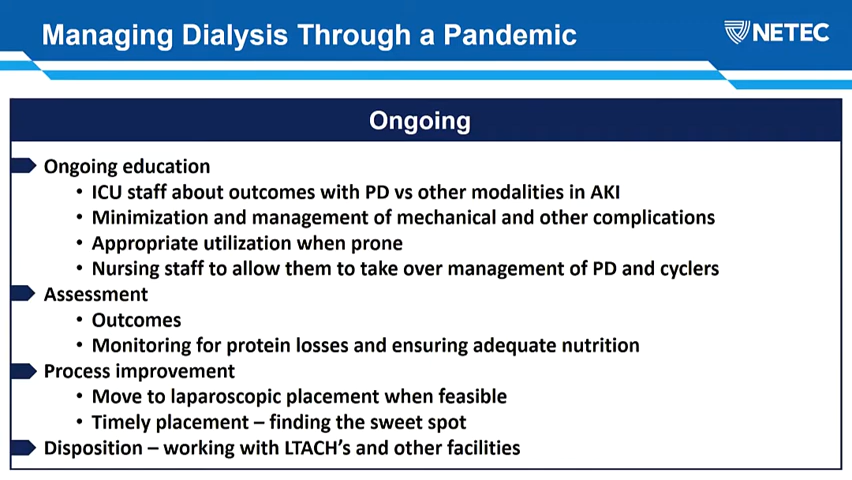 Managing Dialysis Through a Pandemic
NETEC
Ongoing
Ongoing education
• ICU staff about outcomes with PD vs other modalities in AKI
• Minimization and management of mechanical and other complications
• Appropriate utilization when prone
• Nursing staff to allow them to take over management of PD and cyclers
Assessment
• Outcomes
• Monitoring for protein losses and ensuring adequate nutrition
Process improvement
• Move to laparoscopic placement when feasible
• Timely placement – finding the sweet spot
Disposition – working with LTACH's and other facilities